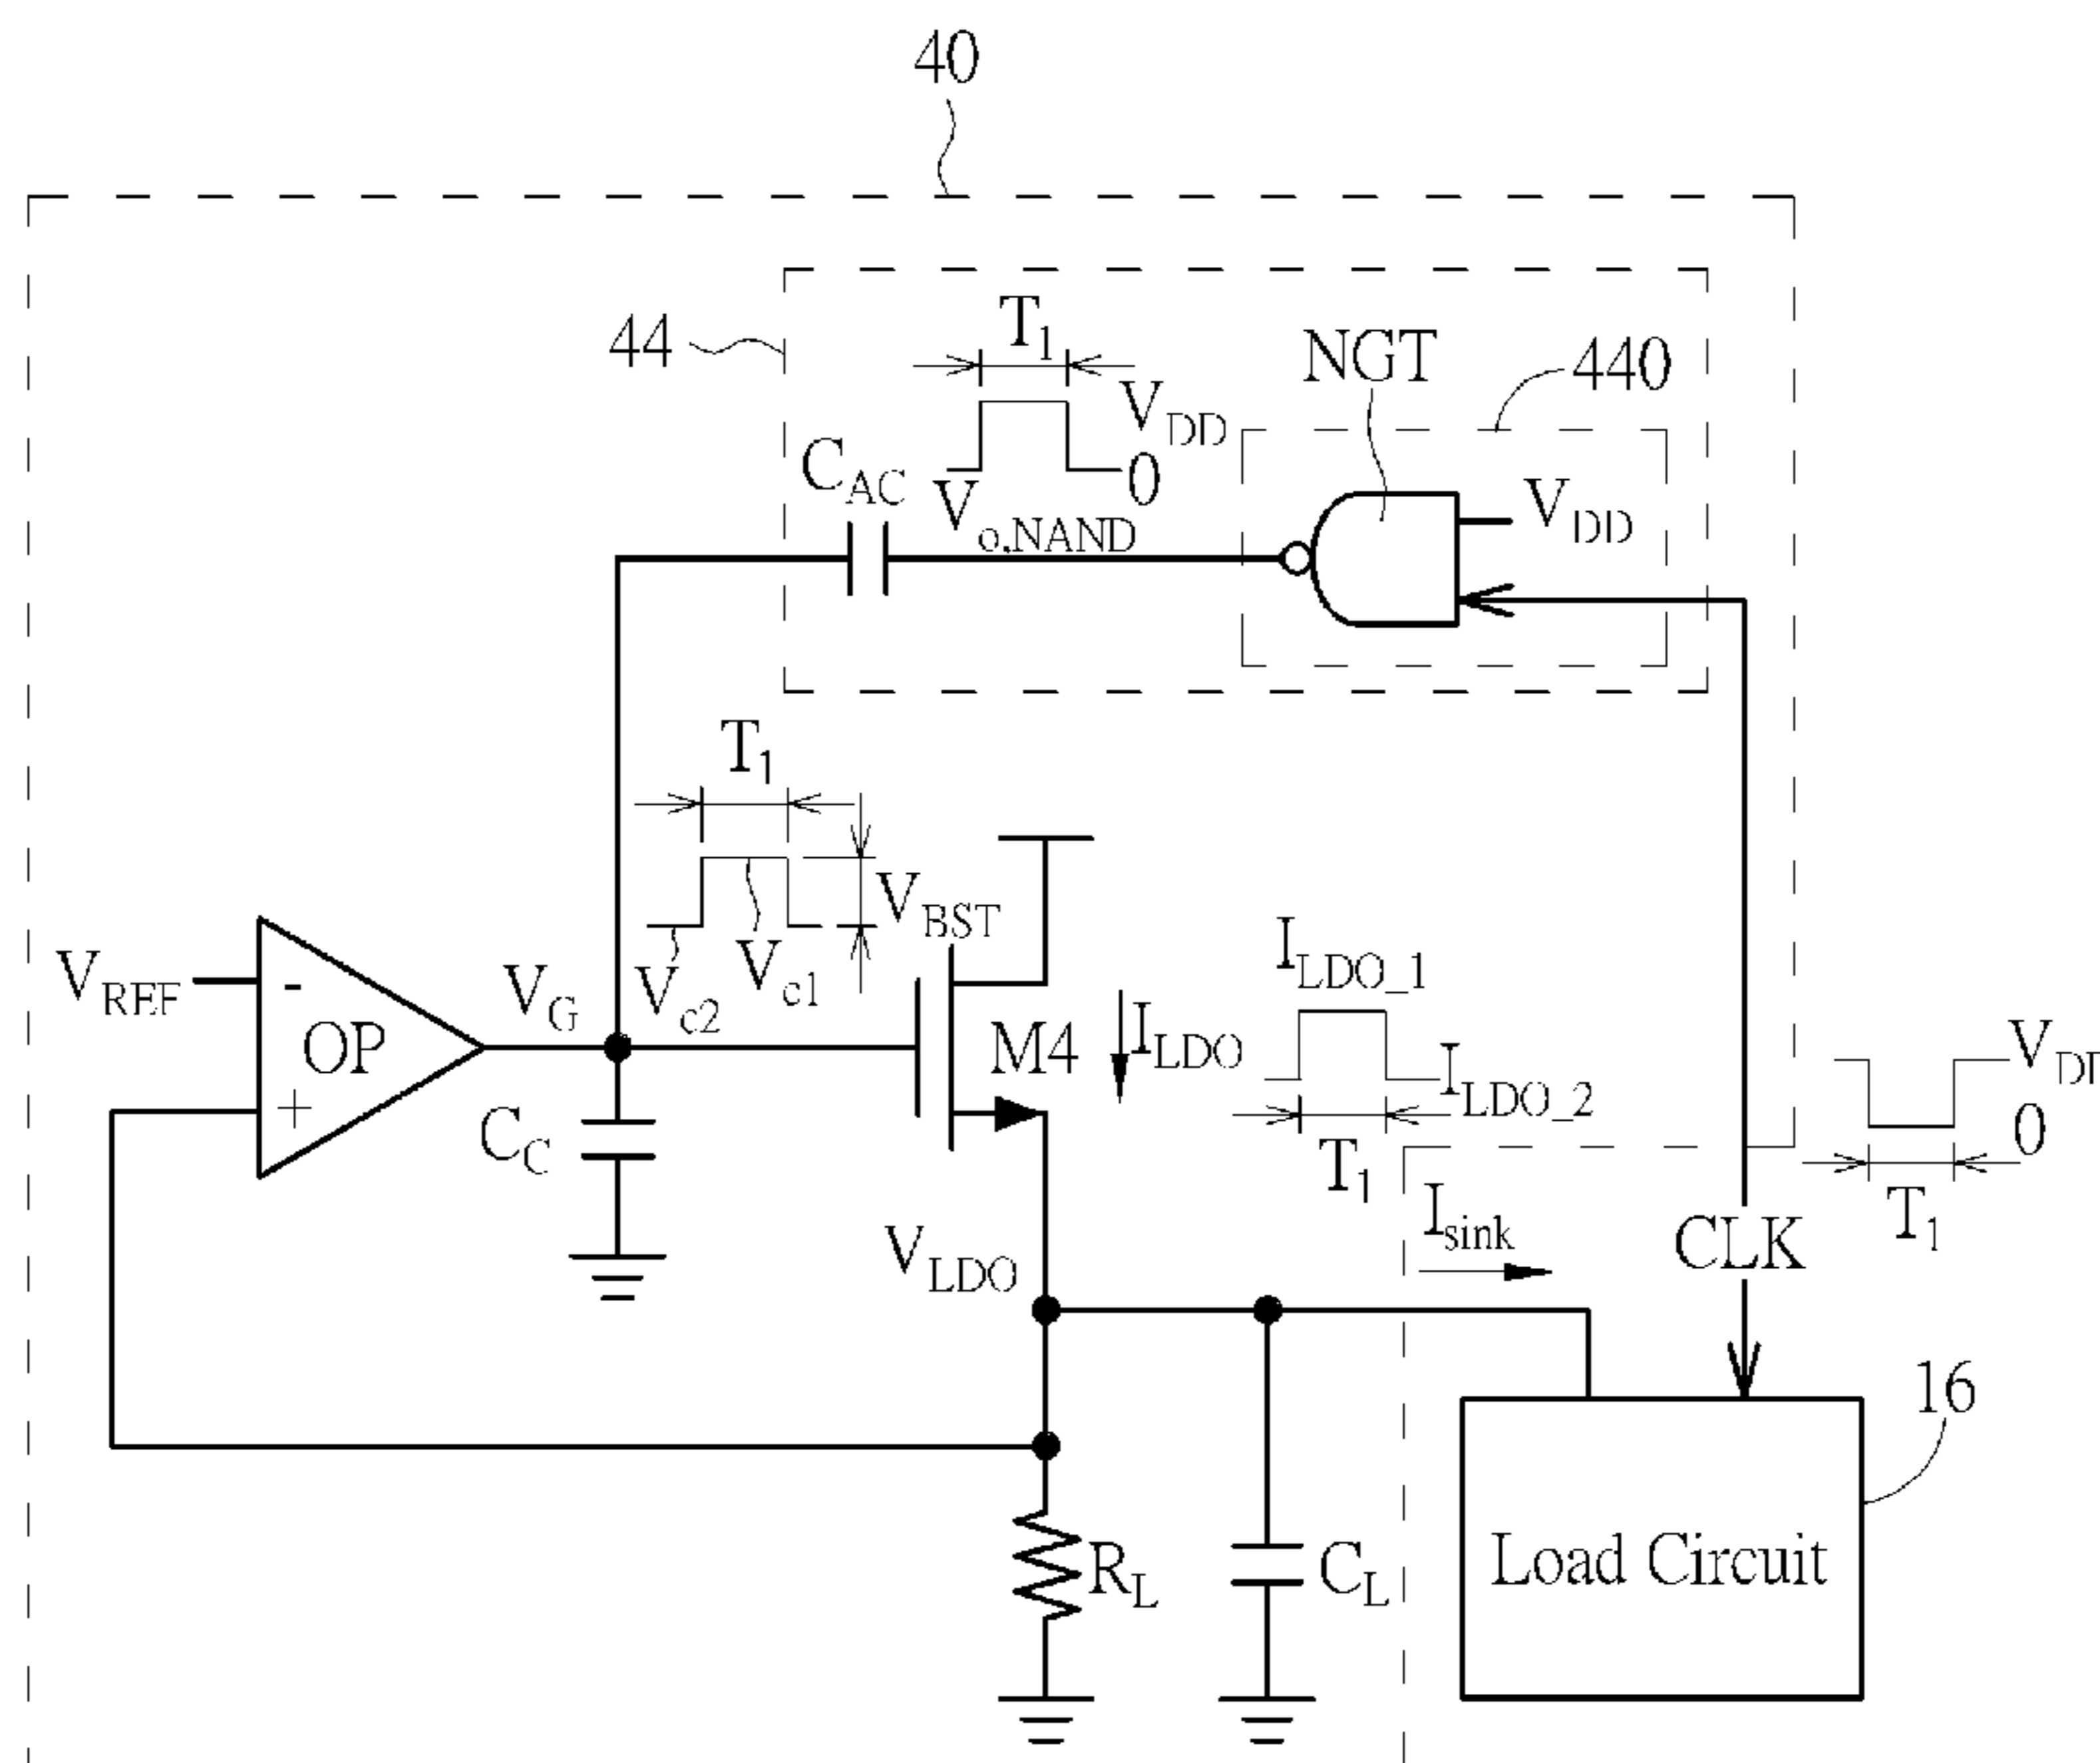 40
44
T1
NGT
440
VDD
0
CAC
Vo.NAND
VDD
T1
VBST
Vc1
Vc2
VREF
-
OP
+
VG
CC
M4
ILDO
ILDO_1
ILDO_2
T1
0
T1
VLDO
Isink
CLK
16
RL
CL
Load Circuit